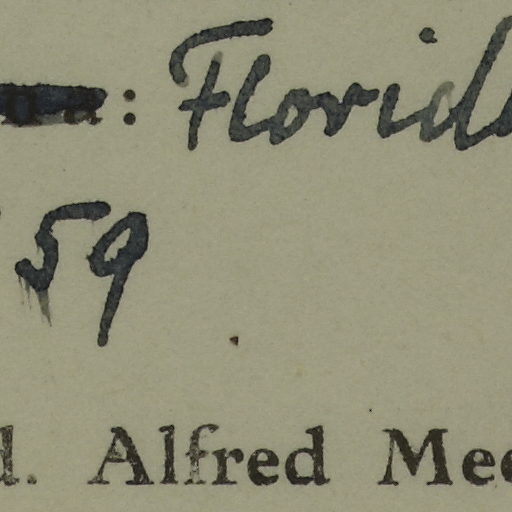 : Florid
59
d. Alfred Mee